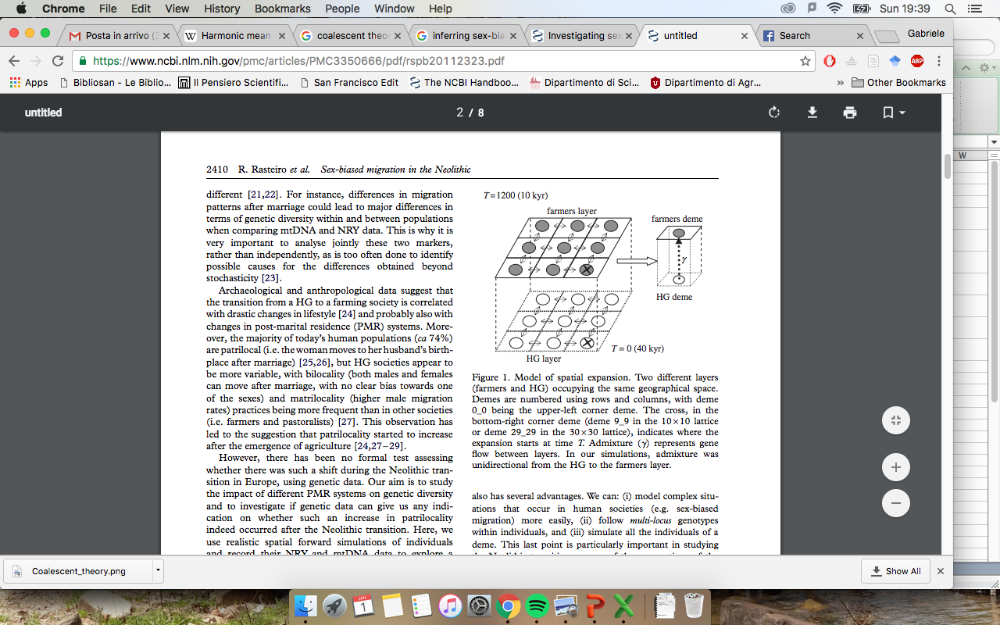 Chrome File Edit View History Bookmarks People Window Help Sun 19:39
Posta in arrivo Harmonic mean coalescent theor inferring sex-bia Investigating se untitled Search Gabriele
https://www.ncbi.nlm.nih.gov/pmc/articles/PMC3350666/pdf/rspb20112323.pdf ABP
Apps Bibliosan - Le Biblio... Il Pensiero Scientifi... San Francisco Edit The NCBI Handboo... Dipartimento di Sci... Dipartimento di Agr... » Other Bookmarks
untitled 2 / 8
W
2410 R. Rasteiro et al. Sex-biased migration in the Neolithic
different [21,22]. For instance, differences in migration
patterns after marriage could lead to major differences in
terms of genetic diversity within and between populations
when comparing mtDNA and NRY data. This is why it is
very important to analyse jointly these two markers,
rather than independently, as is too often done to identify
possible causes for the differences obtained beyond
stochasticity [23].
Archaeological and anthropological data suggest that
the transition from a HG to a farming society is correlated
with drastic changes in lifestyle [24] and probably also with
changes in post-marital residence (PMR) systems. More-
over, the majority of today's human populations (ca 74%)
are patrilocal (i.e. the woman moves to her husband's birth-
place after marriage) [25,26], but HG societies appear to
be more variable, with bilocality (both males and females
can move after marriage, with no clear bias towards one
of the sexes) and matrilocality (higher male migration
rates) practices being more frequent than in other societies
(i.e. farmers and pastoralists) [27]. This observation has
led to the suggestion that patrilocality started to increase
after the emergence of agriculture [24,27–29].
However, there has been no formal test assessing
whether there was such a shift during the Neolithic tran-
sition in Europe, using genetic data. Our aim is to study
the impact of different PMR systems on genetic diversity
and to investigate if genetic data can give us any indi-
cation on whether such an increase in patrilocality
indeed occurred after the Neolithic transition. Here, we
use realistic spatial forward simulations of individuals
and record their NRY and mtDNA data to explore a
T=1200 (10 kyr)
farmers layer
farmers deme
γ
HG deme
T = 0 (40 kyr)
HG layer
Figure 1. Model of spatial expansion. Two different layers
(farmers and HG) occupying the same geographical space.
Demes are numbered using rows and columns, with deme
0_0 being the upper-left corner deme. The cross, in the
bottom-right corner deme (deme 9_9 in the 10×10 lattice
or deme 29_29 in the 30×30 lattice), indicates where the
expansion starts at time T. Admixture (γ) represents gene
flow between layers. In our simulations, admixture was
unidirectional from the HG to the farmers layer.
also has several advantages. We can: (i) model complex situ-
ations that occur in human societies (e.g. sex-biased
migration) more easily, (ii) follow multi-locus genotypes
within individuals, and (iii) simulate all the individuals of a
deme. This last point is particularly important in studying
Coalescent_theory.png Show All
JAN 1